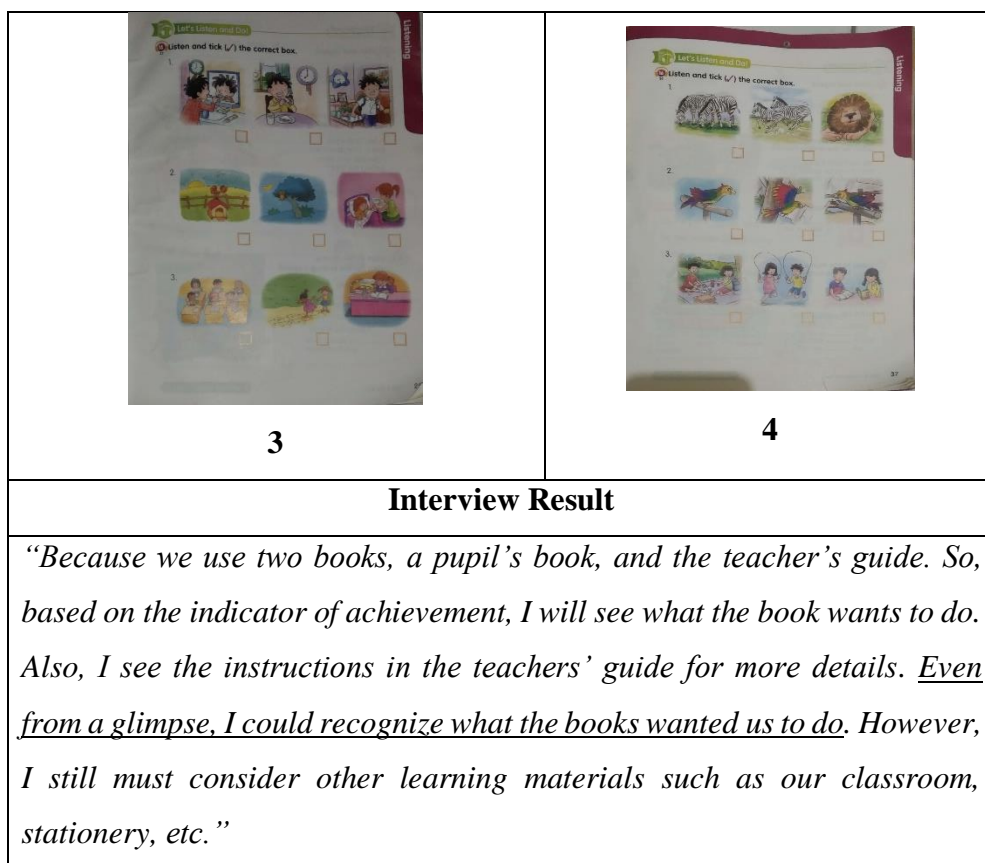 Let's Listen and Do!
Listening
Listen and tick (✓) the correct box.
1.
2.
3.
3
Let's Listen and Do!
Listening
Listen and tick (✓) the correct box.
1.
2.
3.
37
4
Interview Result
“Because we use two books, a pupil’s book, and the teacher’s guide. So,
based on the indicator of achievement, I will see what the book wants to do.
Also, I see the instructions in the teachers’ guide for more details. Even
from a glimpse, I could recognize what the books wanted us to do. However,
I still must consider other learning materials such as our classroom,
stationery, etc.”